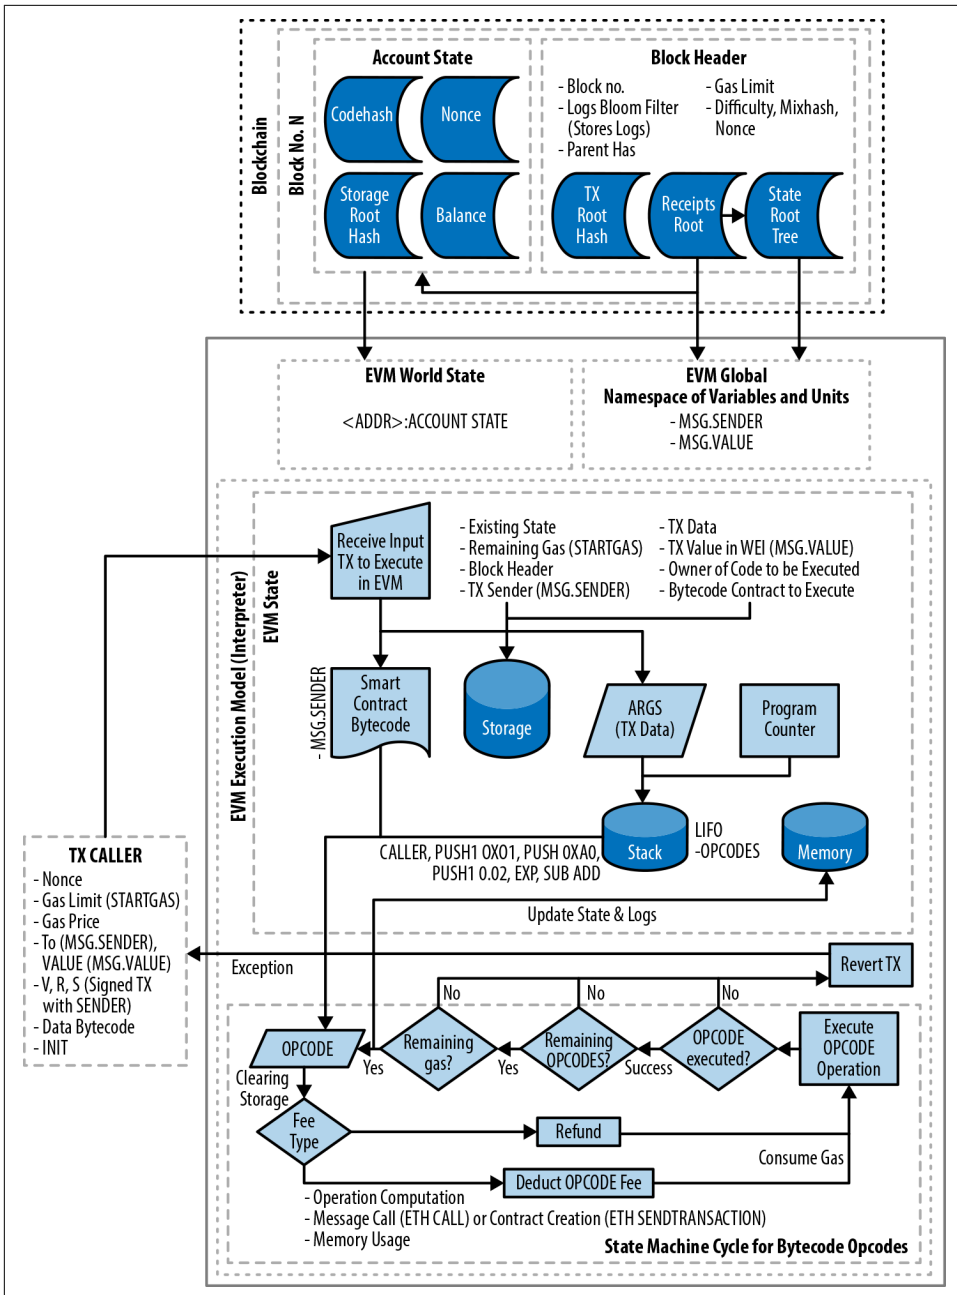 Blockchain
Block No. N
Account State
Codehash
Nonce
Storage
Root
Hash
Balance
Block Header
- Block no.
- Logs Bloom Filter
(Stores Logs)
- Parent Has
- Gas Limit
- Difficulty, Mixhash,
Nonce
TX
Root
Hash
Receipts
Root
State
Root
Tree
EVM World State
<ADDR>:ACCOUNT STATE
EVM Global
Namespace of Variables and Units
- MSG.SENDER
- MSG.VALUE
EVM Execution Model (Interpreter)
EVM State
Receive Input
TX to Execute
in EVM
- Existing State
- Remaining Gas (STARTGAS)
- Block Header
- TX Sender (MSG.SENDER)
- TX Data
- TX Value in WEI (MSG.VALUE)
- Owner of Code to be Executed
- Bytecode Contract to Execute
- MSG.SENDER
Smart
Contract
Bytecode
Storage
ARGS
(TX Data)
Program
Counter
CALLER, PUSH1 0X01, PUSH 0XA0,
PUSH1 0.02, EXP, SUB ADD
Stack
LIFO
-OPCODES
Memory
Update State & Logs
TX CALLER
- Nonce
- Gas Limit (STARTGAS)
- Gas Price
- To (MSG.SENDER),
VALUE (MSG.VALUE)
- V, R, S (Signed TX
with SENDER)
- Data Bytecode
- INIT
Exception
Revert TX
No
No
No
OPCODE
Yes
Remaining
gas?
Yes
Remaining
OPCODES?
Success
OPCODE
executed?
Execute
OPCODE
Operation
Clearing
Storage
Fee
Type
Refund
Consume Gas
Deduct OPCODE Fee
- Operation Computation
- Message Call (ETH CALL) or Contract Creation (ETH SENDTRANSACTION)
- Memory Usage
State Machine Cycle for Bytecode Opcodes